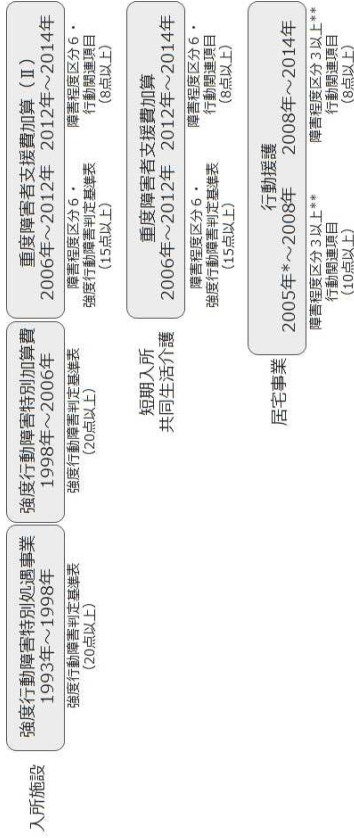 入所施設
強度行動障害特別処遇事業
1993年～1998年
強度行動障害判定基準表
（20点以上）
強度行動障害特別加算費
1998年～2006年
強度行動障害判定基準表
（20点以上）
重度障害者支援費加算（Ⅱ）
2006年～2012年　2012年～2014年
障害程度区分６・
強度行動障害判定基準表
（15点以上）
障害程度区分６・
行動関連項目
（8点以上）
短期入所
共同生活介護
重度障害者支援費加算
2006年～2012年　2012年～2014年
障害程度区分６・
強度行動障害判定基準表
（15点以上）
障害程度区分６・
行動関連項目
（8点以上）
居宅事業
行動援護
2005年*～2008年　2008年～2014年
障害程度区分３以上**
行動関連項目
（10点以上）
障害程度区分３以上**
行動関連項目
（8点以上）